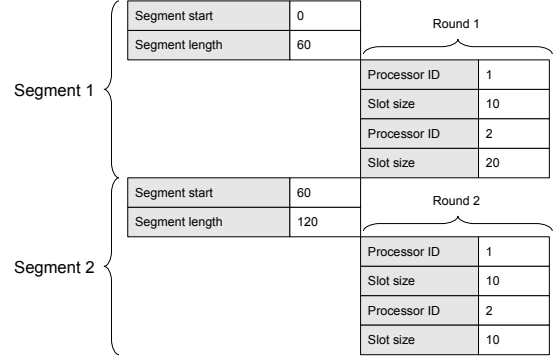 Segment start 0
Round 1
Segment length 60
Processor ID 1
Segment 1
Slot size 10
Processor ID 2
Slot size 20
Segment start 60
Round 2
Segment length 120
Processor ID 1
Segment 2
Slot size 10
Processor ID 2
Slot size 10